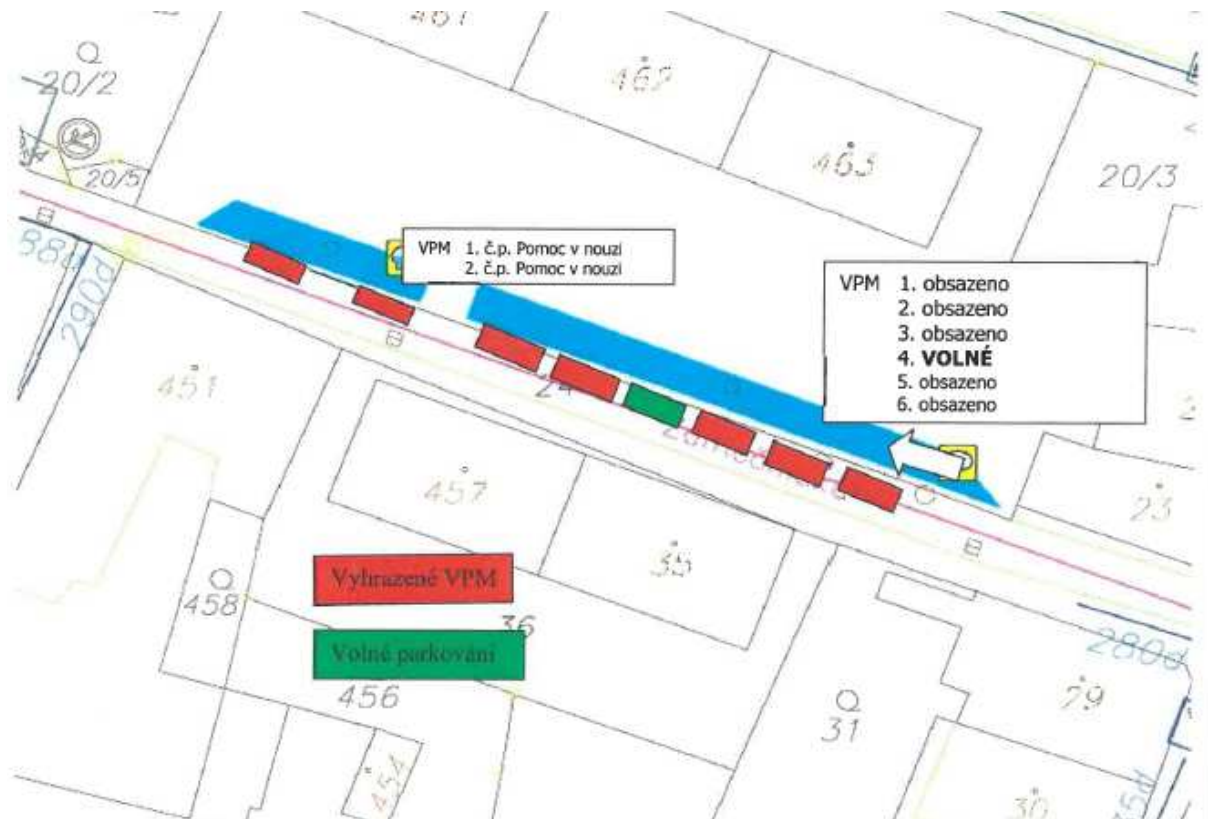 461
20/2
462
463
20/3
20/5
VPM 1. č.p. Pomoc v nouzi
2. č.p. Pomoc v nouzi
VPM 1. obsazeno
2. obsazeno
3. obsazeno
4. VOLNÉ
5. obsazeno
6. obsazeno
88d
290d
451
24
457
23
35
Vyhrazené VPM
458
36
Volné parkování
456
280d
29
31
454
30